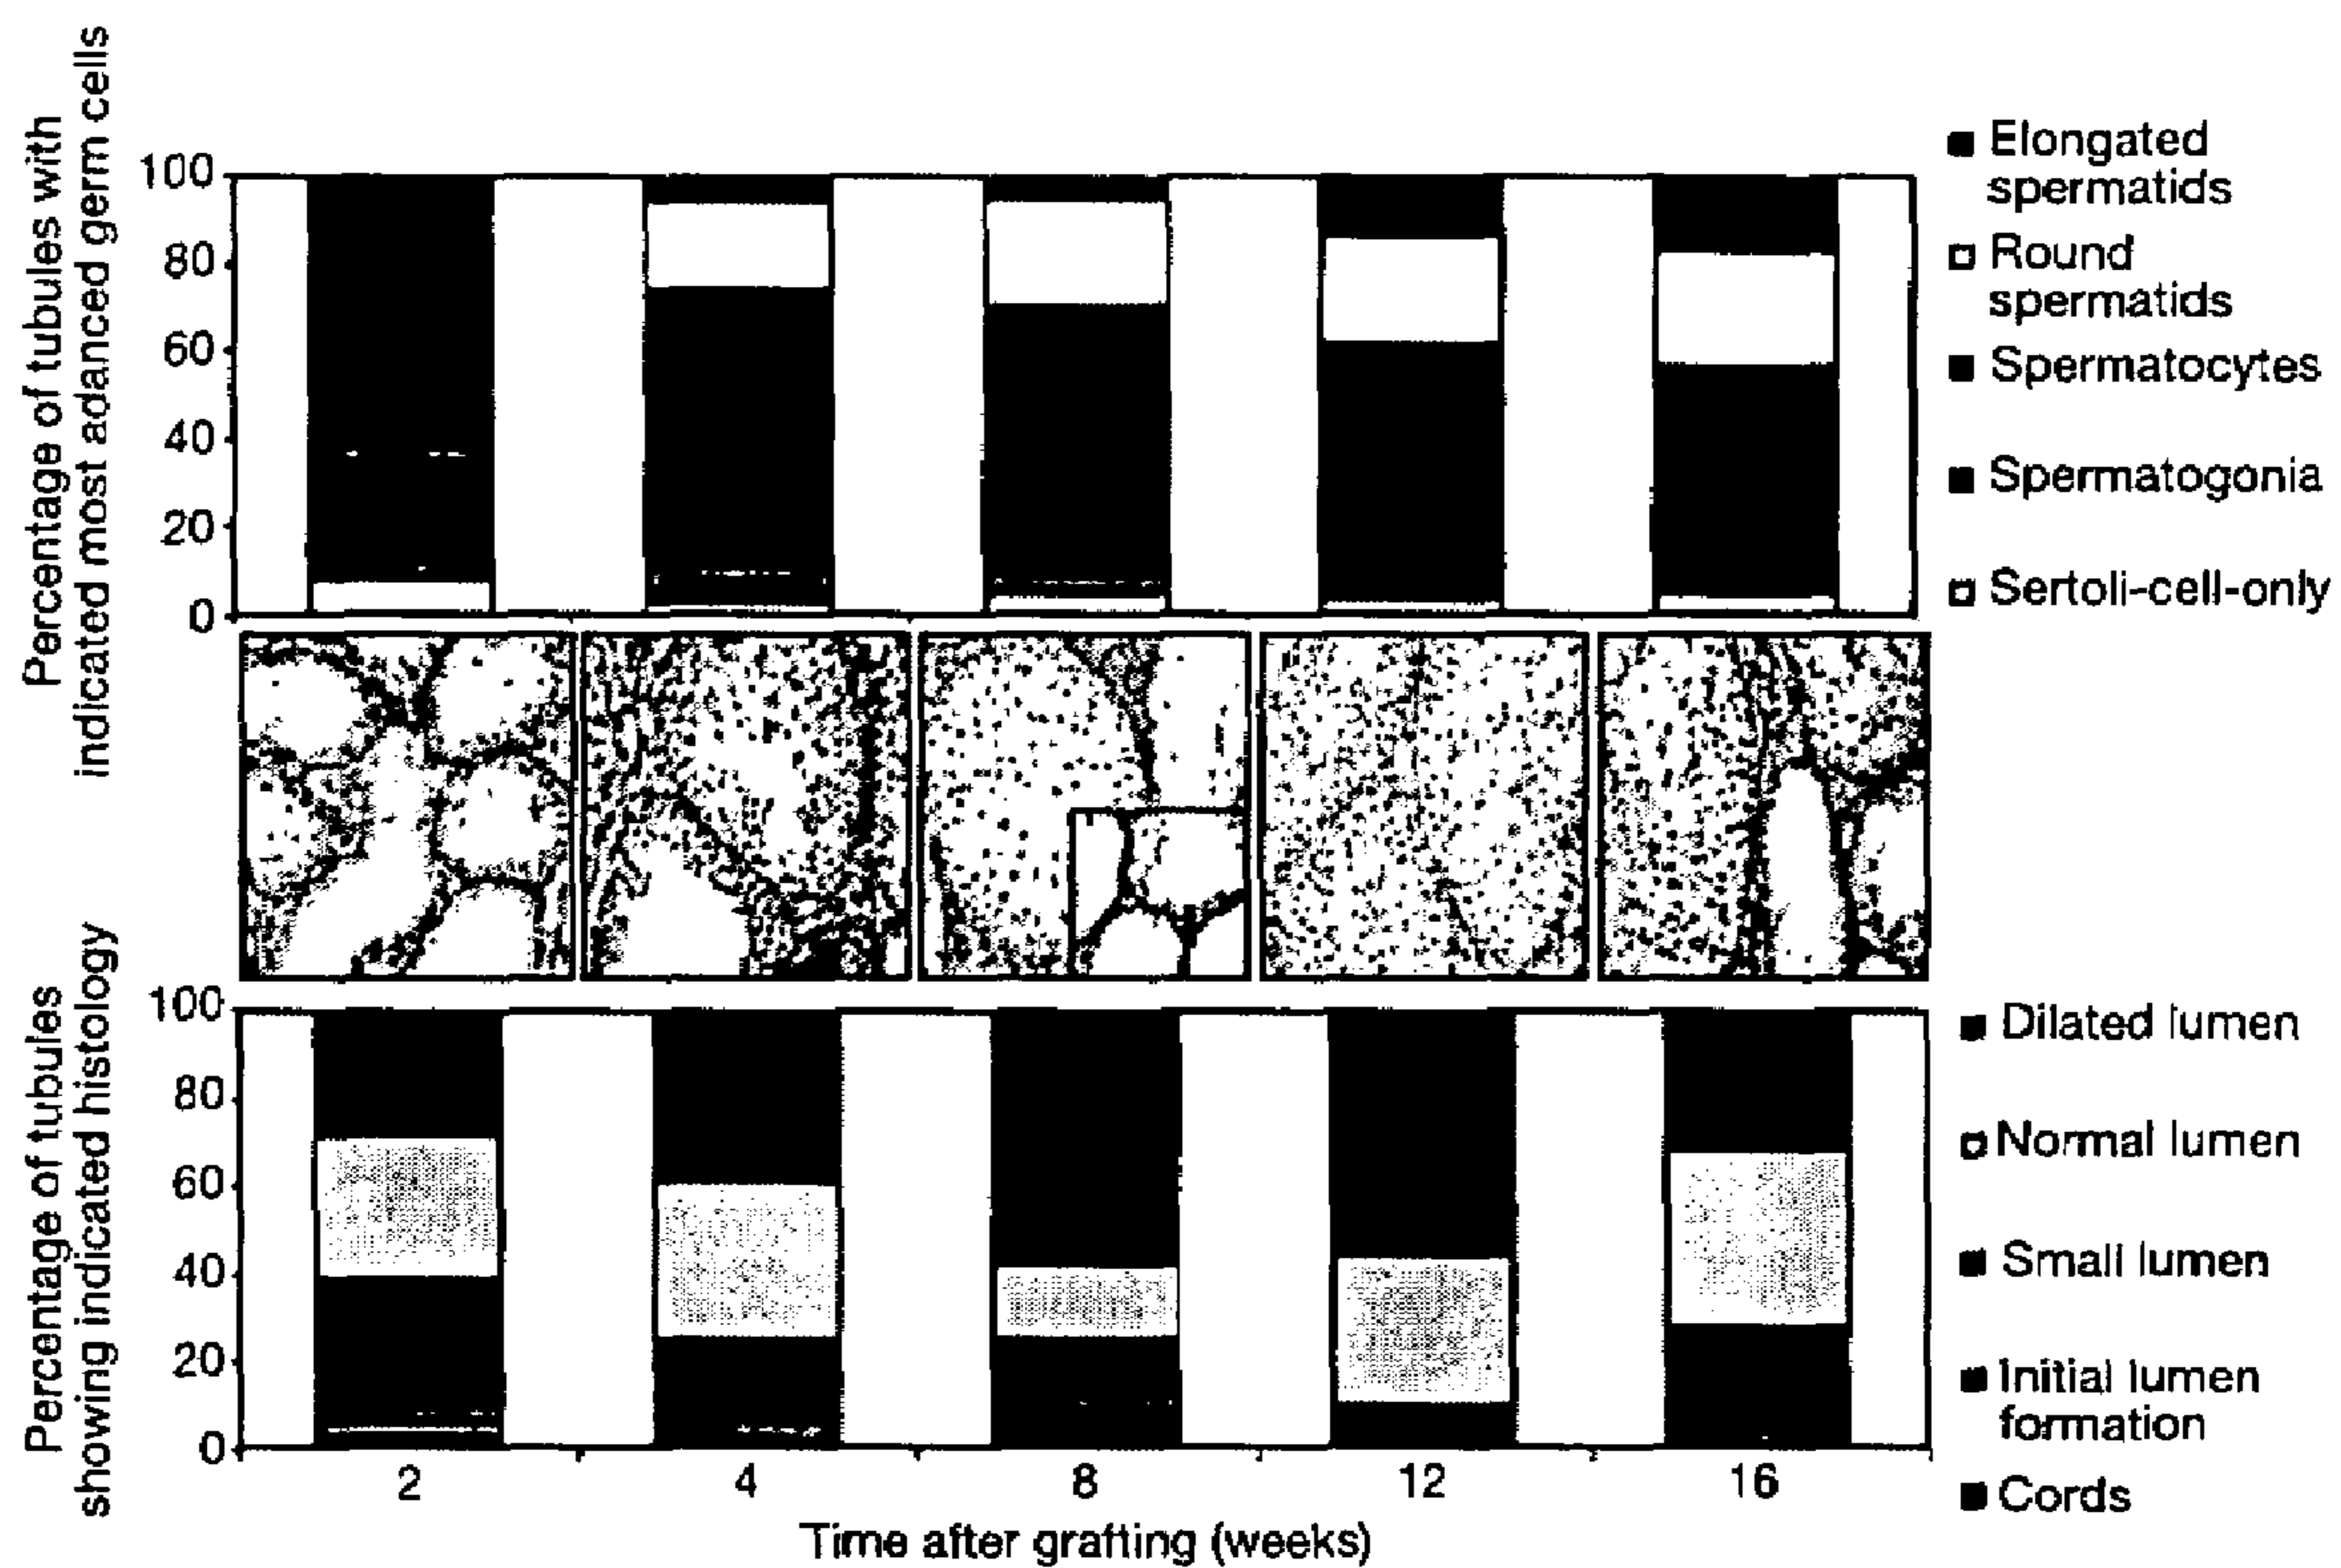 Percentage of tubules with
indicated most adanced germ cells
100
80
60
40
20
0
Elongated
spermatids
Round
spermatids
Spermatocytes
Spermatogonia
Sertoli-cell-only
Percentage of tubules
showing indicated histology
100
80
60
40
20
0
Dilated lumen
Normal lumen
Small lumen
Initial lumen
formation
Cords
2 4 8 12 16
Time after grafting (weeks)